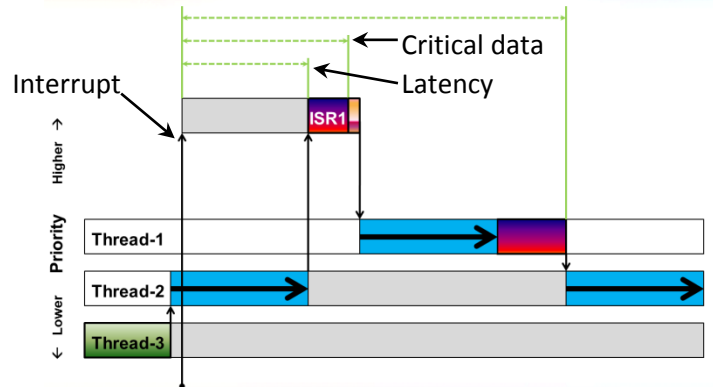 Critical data
Latency
Interrupt
ISR1
Higher →
Priority
← Lower
Thread-1
Thread-2
Thread-3